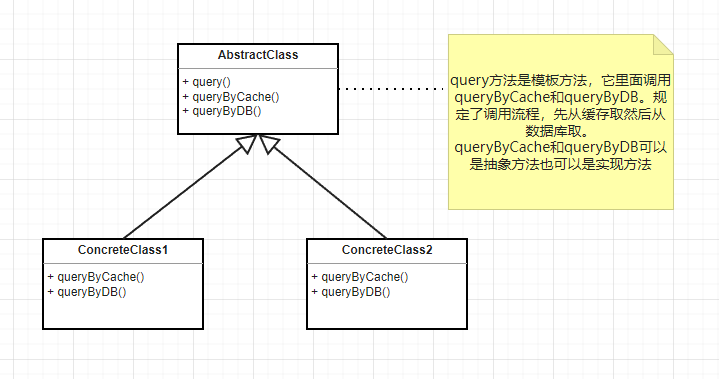 AbstractClass
+ query()
+ queryByCache()
+ queryByDB()
query方法是模板方法，它里面调用
queryByCache和queryByDB。规
定了调用流程，先从缓存取然后从
数据库取。
queryByCache和queryByDB可以
是抽象方法也可以是实现方法
ConcreteClass1
+ queryByCache()
+ queryByDB()
ConcreteClass2
+ queryByCache()
+ queryByDB()